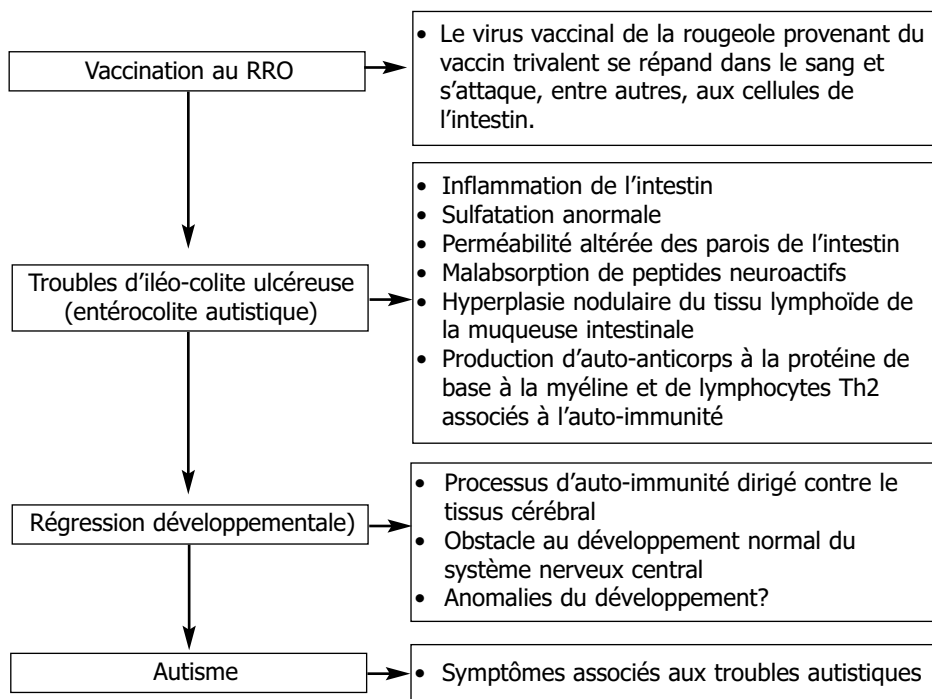 Vaccination au RRO
• Le virus vaccinal de la rougeole provenant du
vaccin trivalent se répand dans le sang et
s’attaque, entre autres, aux cellules de
l’intestin.
Troubles d’iléo-colite ulcéreuse
(entérocolite autistique)
• Inflammation de l’intestin
• Sulfatation anormale
• Perméabilité altérée des parois de l’intestin
• Malabsorption de peptides neuroactifs
• Hyperplasie nodulaire du tissu lymphoïde de
la muqueuse intestinale
• Production d’auto-anticorps à la protéine de
base à la myéline et de lymphocytes Th2
associés à l’auto-immunité
Régression développementale)
• Processus d’auto-immunité dirigé contre le
tissus cérébral
• Obstacle au développement normal du
système nerveux central
• Anomalies du développement?
Autisme
• Symptômes associés aux troubles autistiques